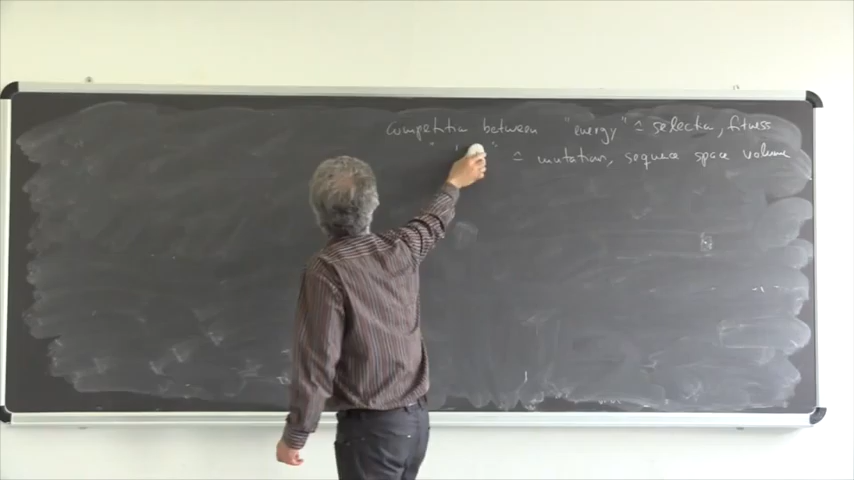 competition between "energy" ≙ selection, fitness
≙ mutation, sequence space volume